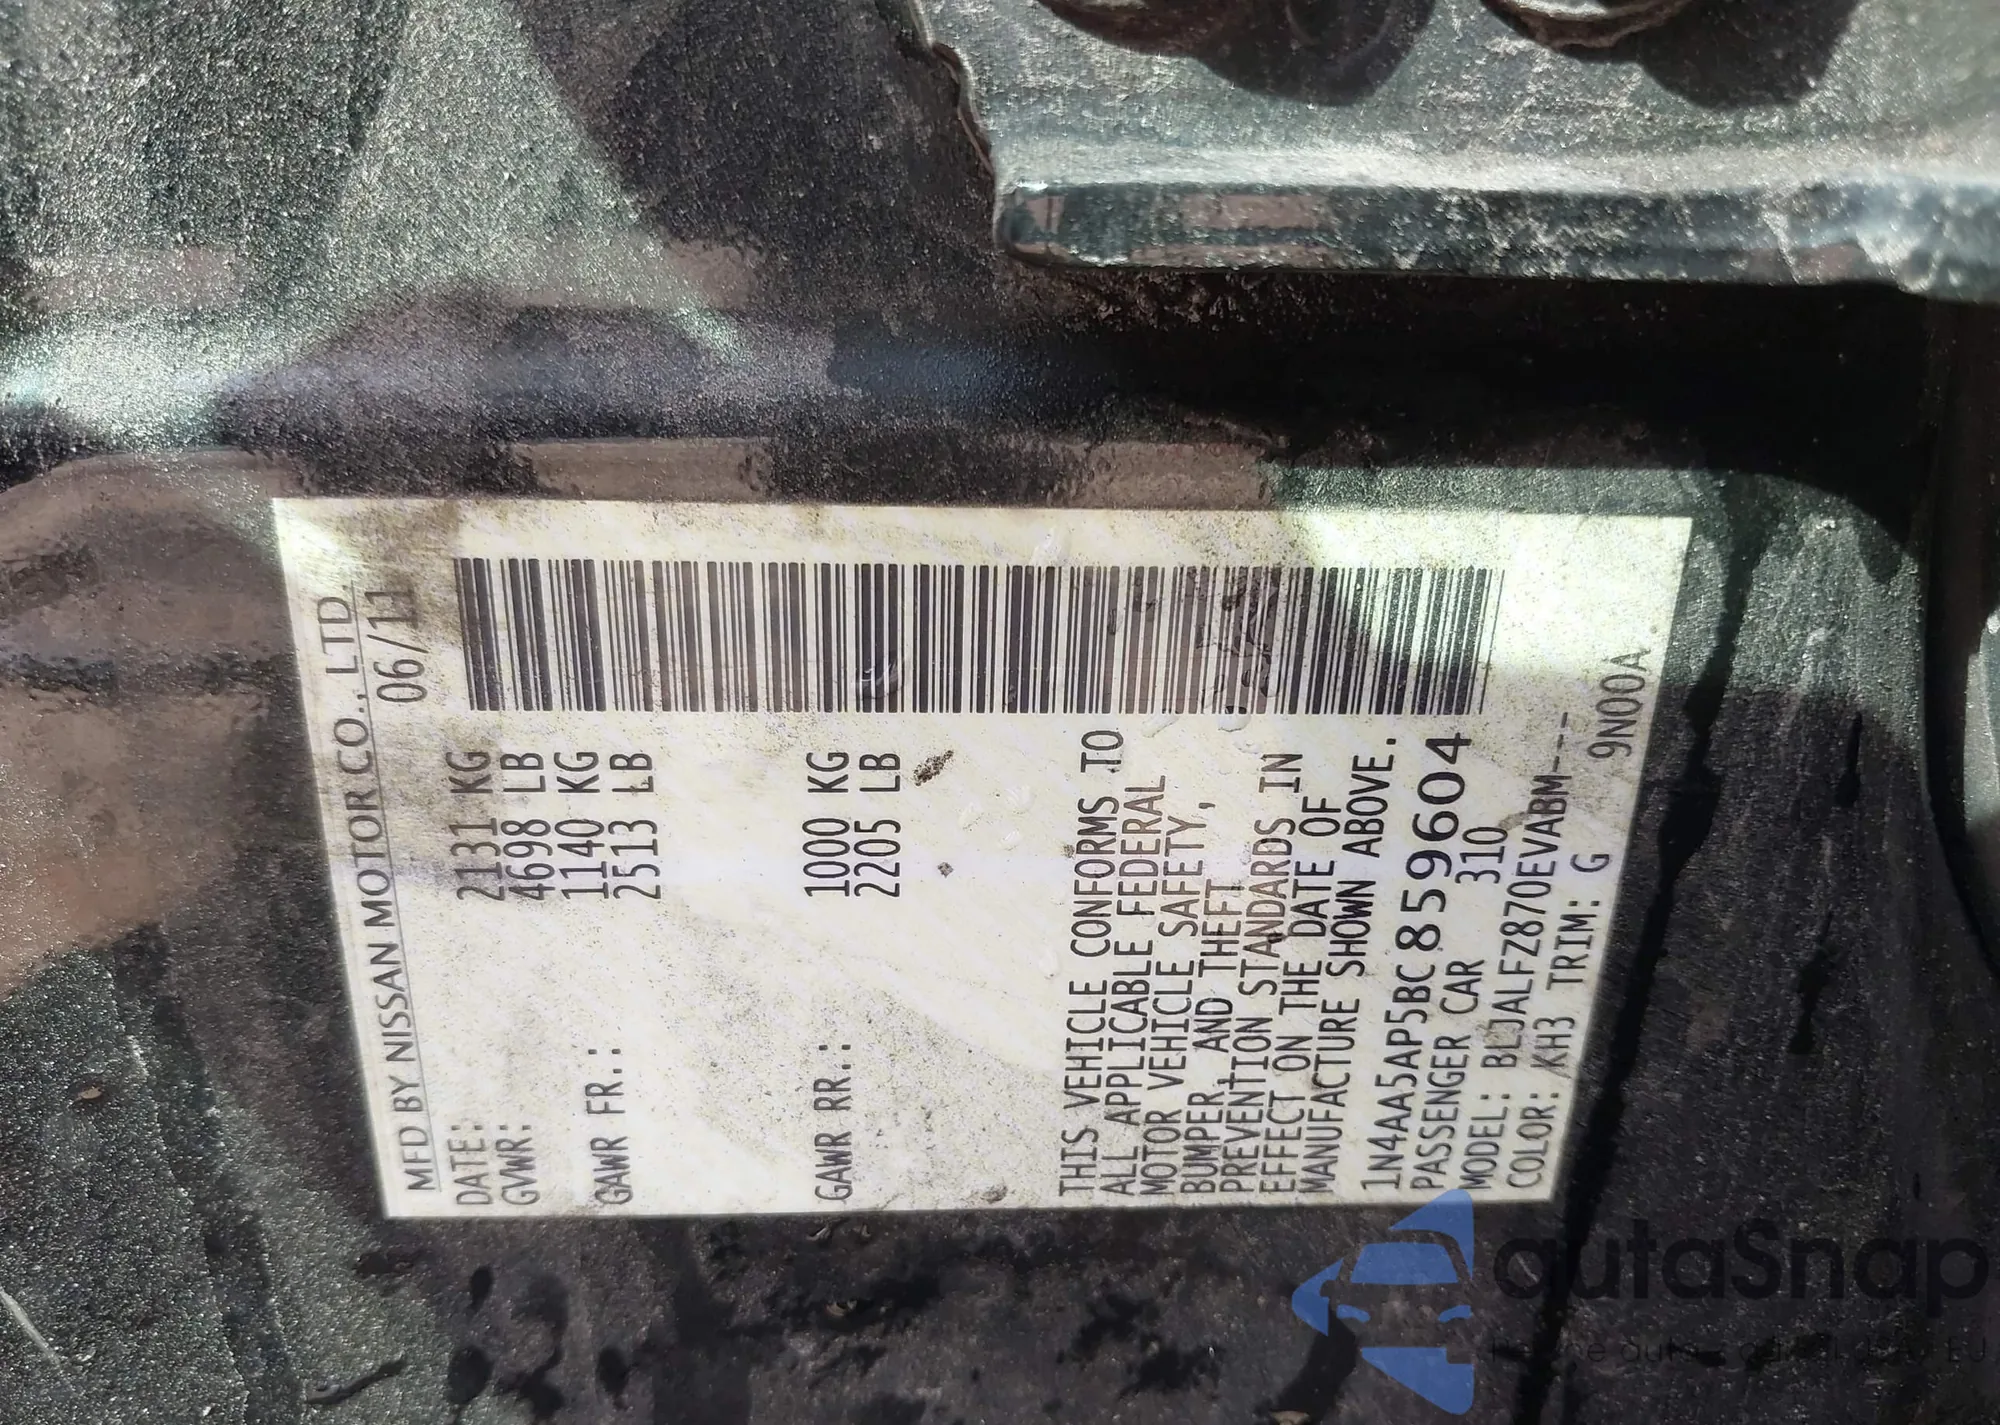 MFD BY NISSAN MOTOR CO., LTD
DATE: 06/11
GVWR: 2131 KG
4698 LB
GAWR FR.: 1140 KG
2513 LB
GAWR RR.: 1000 KG
2205 LB
THIS VEHICLE CONFORMS TO
ALL APPLICABLE FEDERAL
MOTOR VEHICLE SAFETY,
BUMPER, AND THEFT
PREVENTION STANDARDS IN
EFFECT ON THE DATE OF
MANUFACTURE SHOWN ABOVE.
1N4AA5AP5BC859604
PASSENGER CAR 310
MODEL: BLJALFZ870EVABM----
COLOR: KH3 TRIM: G 9N00A
autaSnap